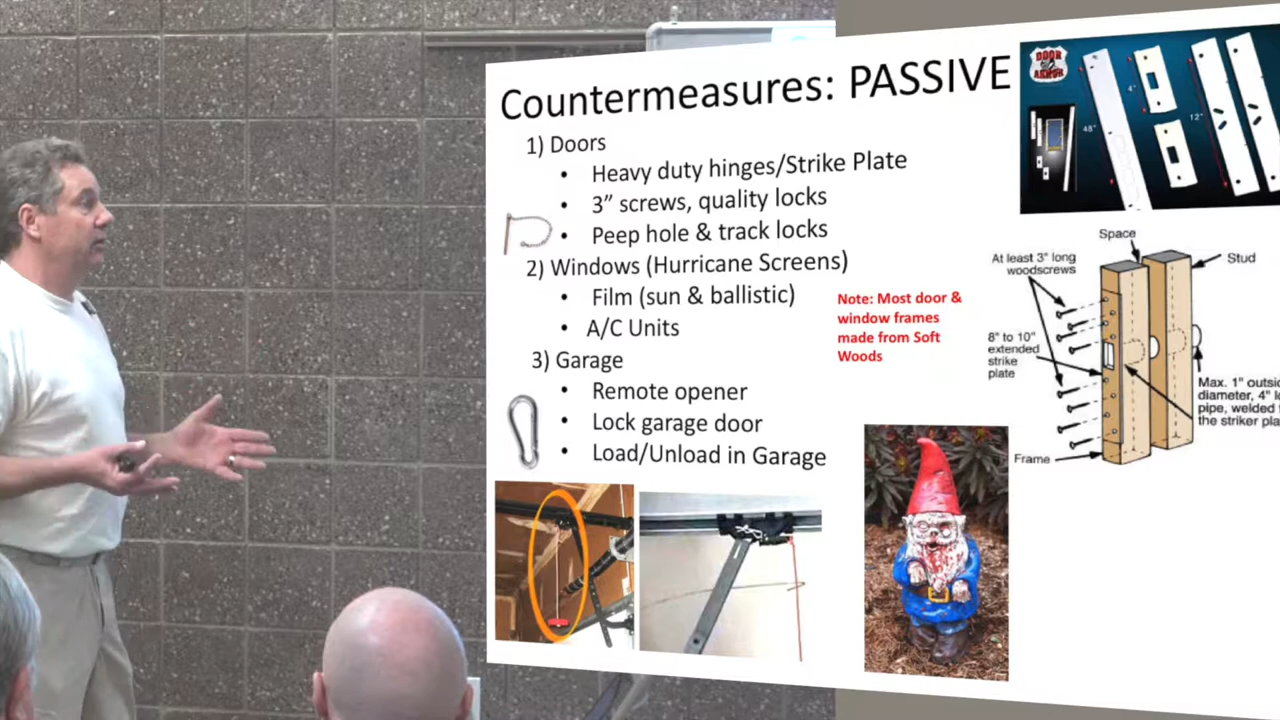 Countermeasures: PASSIVE
1) Doors
• Heavy duty hinges/Strike Plate
• 3” screws, quality locks
• Peep hole & track locks
2) Windows (Hurricane Screens)
• Film (sun & ballistic)
• A/C Units
3) Garage
• Remote opener
• Lock garage door
• Load/Unload in Garage
Note: Most door &
window frames
made from Soft
Woods
DOOR
ARMOR
48"
4"
12"
Space
Stud
At least 3" long
woodscrews
8" to 10"
extended
strike
plate
Frame
Max. 1" outsi
diameter, 4" l
pipe, welded
the striker pla